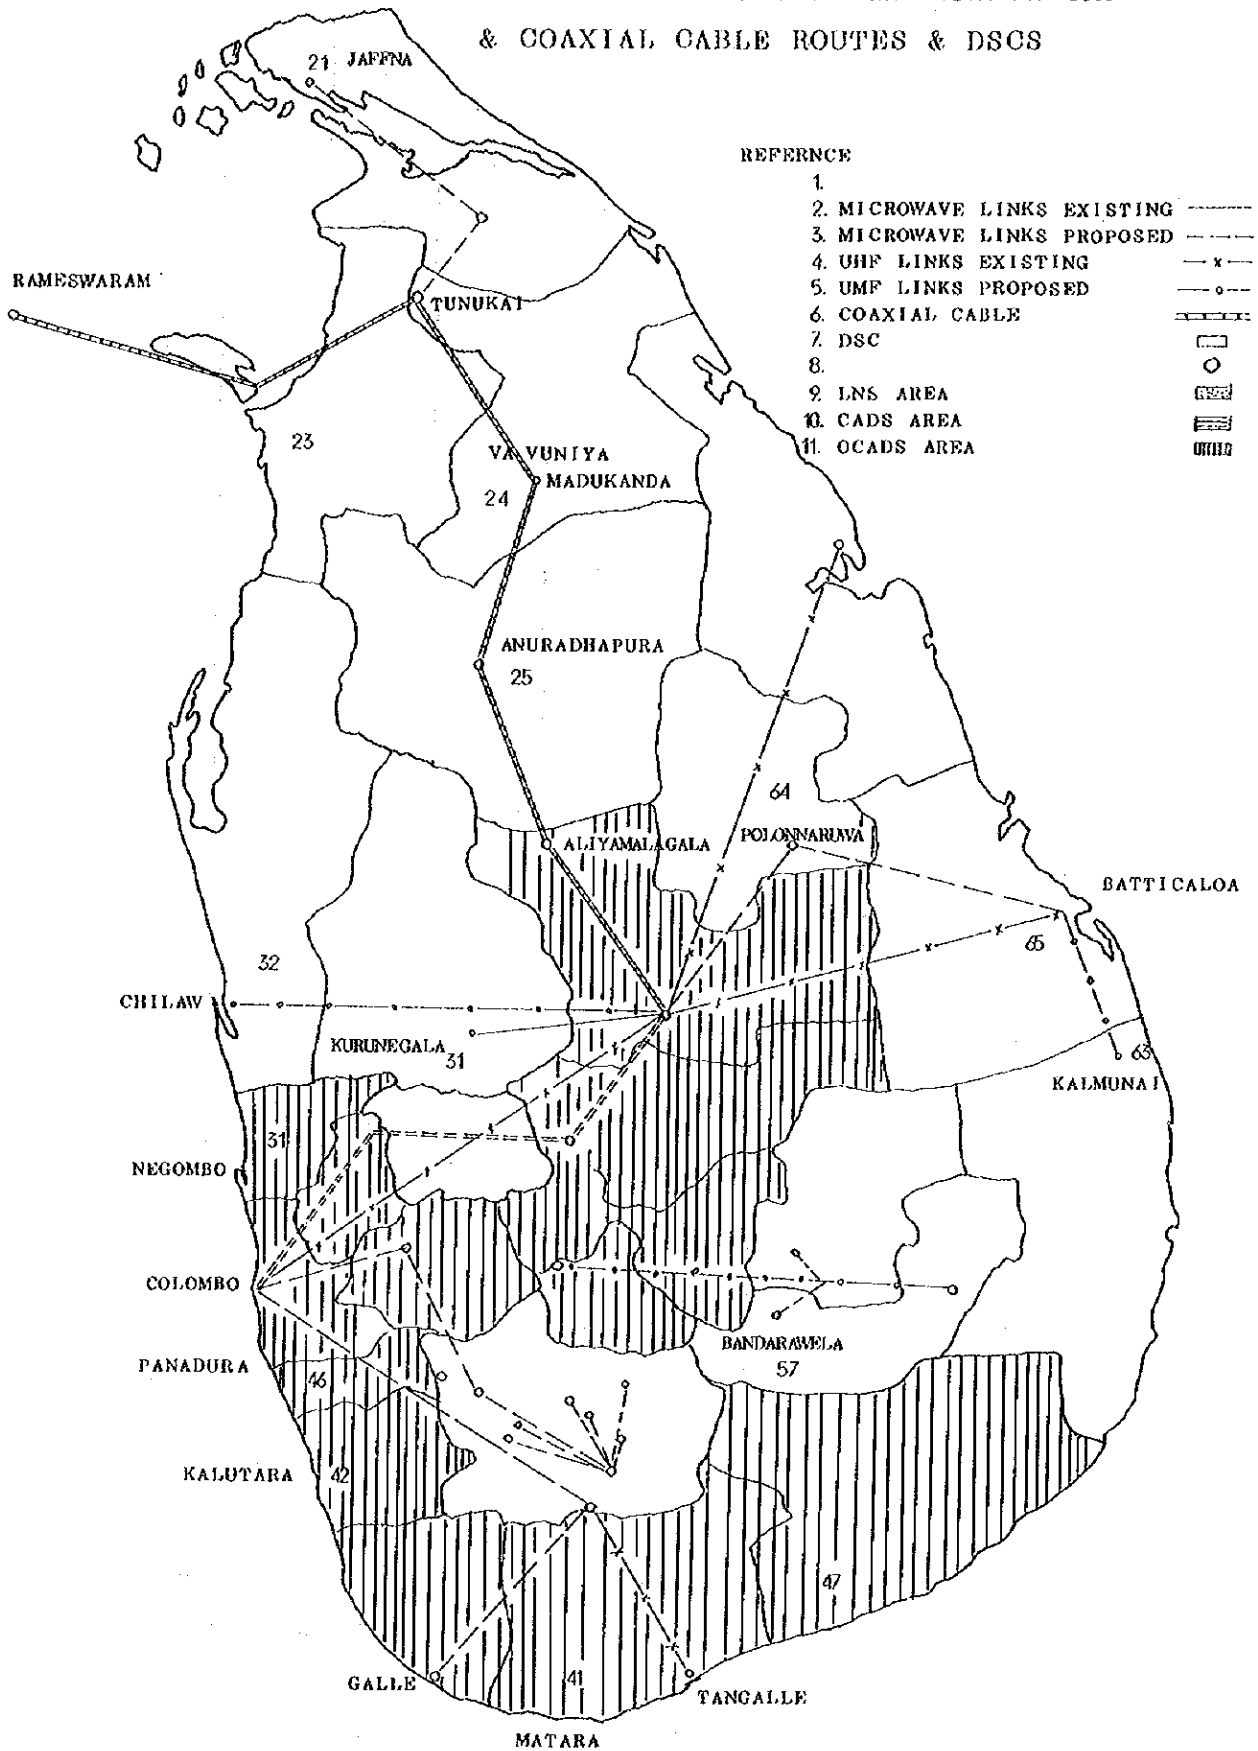 & COAXIAL CABLE ROUTES & DSCS
21 JAFFNA
REFERNCE
1.
2. MICROWAVE LINKS EXISTING
3. MICROWAVE LINKS PROPOSED
4. UHF LINKS EXISTING
5. UMF LINKS PROPOSED
6. COAXIAL CABLE
7. DSC
8.
9. LNS AREA
10. CADS AREA
11. OCADS AREA
RAMESWARAM
TUNUKAI
23
VAVUNIYA
24 MADUKANDA
ANURADHAPURA
25
64
ALIYAMALAGALA
POLONNARUWA
BATTICALOA
65
32
CHILAW
KURUNEGALA
31
63
KALMUNAI
31
NEGOMBO
COLOMBO
BANDARAWELA
57
PANADURA
46
KALUTARA
42
47
GALLE
41
TANGALLE
MATARA